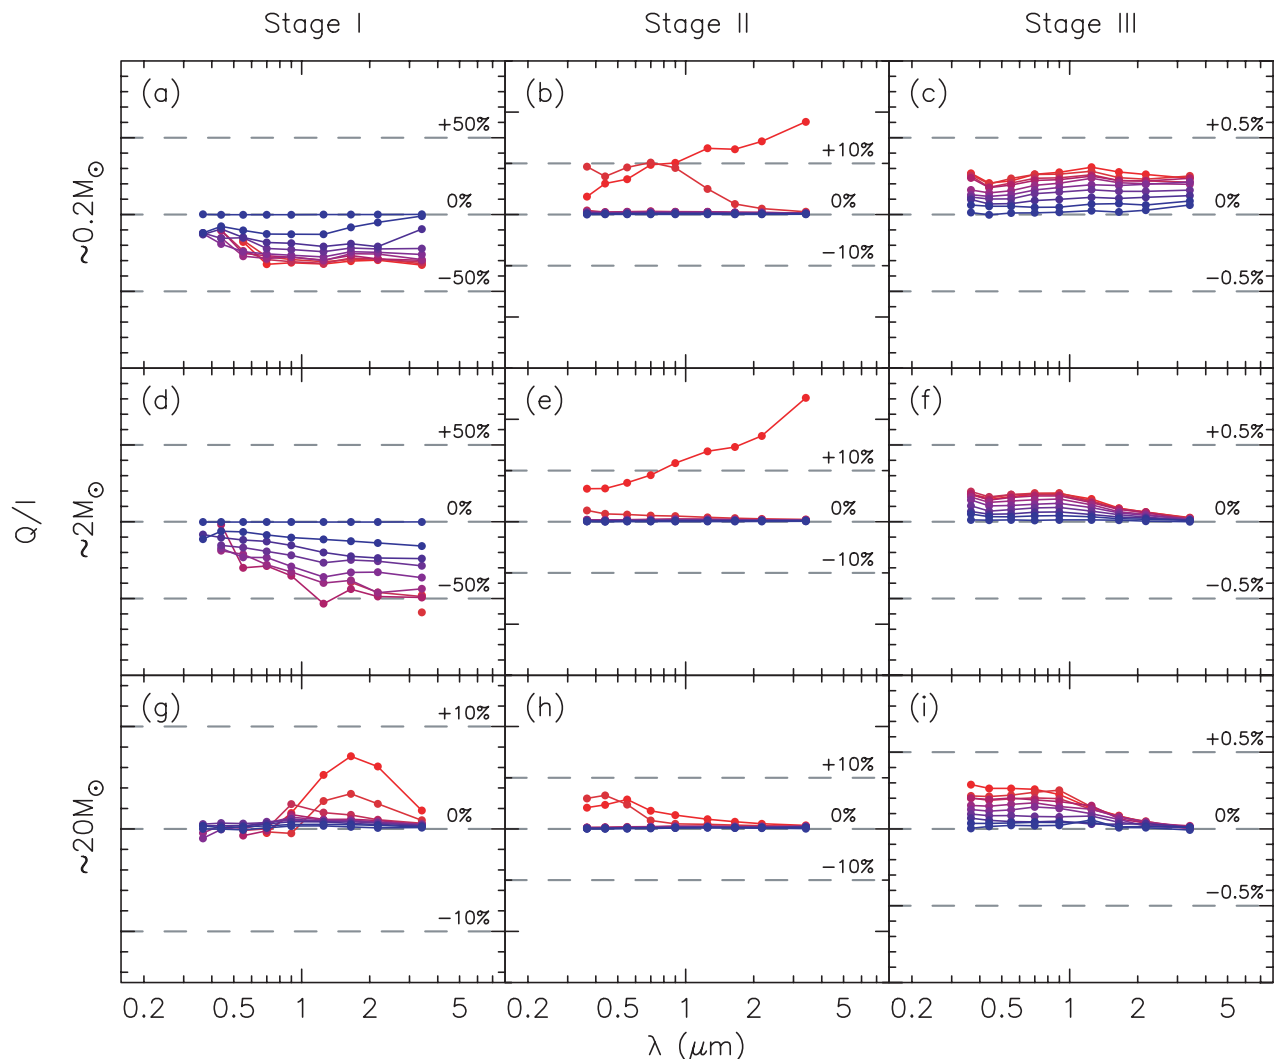 Stage I Stage II Stage III
(a) (b) (c)
+50% +10% +0.5%
0% 0% 0%
−50% −10% −0.5%
~0.2M⊙
(d) (e) (f)
+50% +10% +0.5%
0% 0% 0%
−50% −10% −0.5%
~2M⊙
Q/I
(g) (h) (i)
+10% +10% +0.5%
0% 0% 0%
−10% −10% −0.5%
~20M⊙
0.2 0.5 1 2 5 0.2 0.5 1 2 5 0.2 0.5 1 2 5
λ (μm)